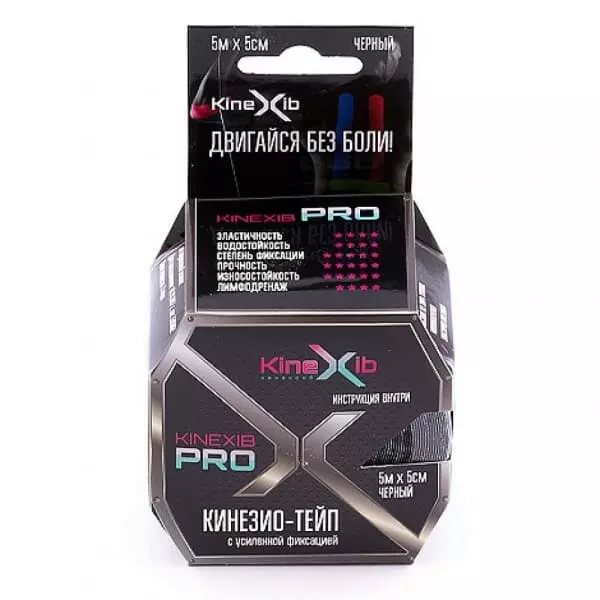 5М X 5СМ ЧЕРНЫЙ
KineXib
ДВИГАЙСЯ БЕЗ БОЛИ!
KINEXIB PRO
ЭЛАСТИЧНОСТЬ
ВОДОСТОЙКОСТЬ
СТЕПЕНЬ ФИКСАЦИИ
ПРОЧНОСТЬ
ИЗНОСОСТОЙКОСТЬ
ЛИМФОДРЕНАЖ
KineXib
ИНСТРУКЦИЯ ВНУТРИ
KINEXIB
PRO
5М X 5СМ
ЧЕРНЫЙ
КИНЕЗИО-ТЕЙП
С УСИЛЕННОЙ ФИКСАЦИЕЙ